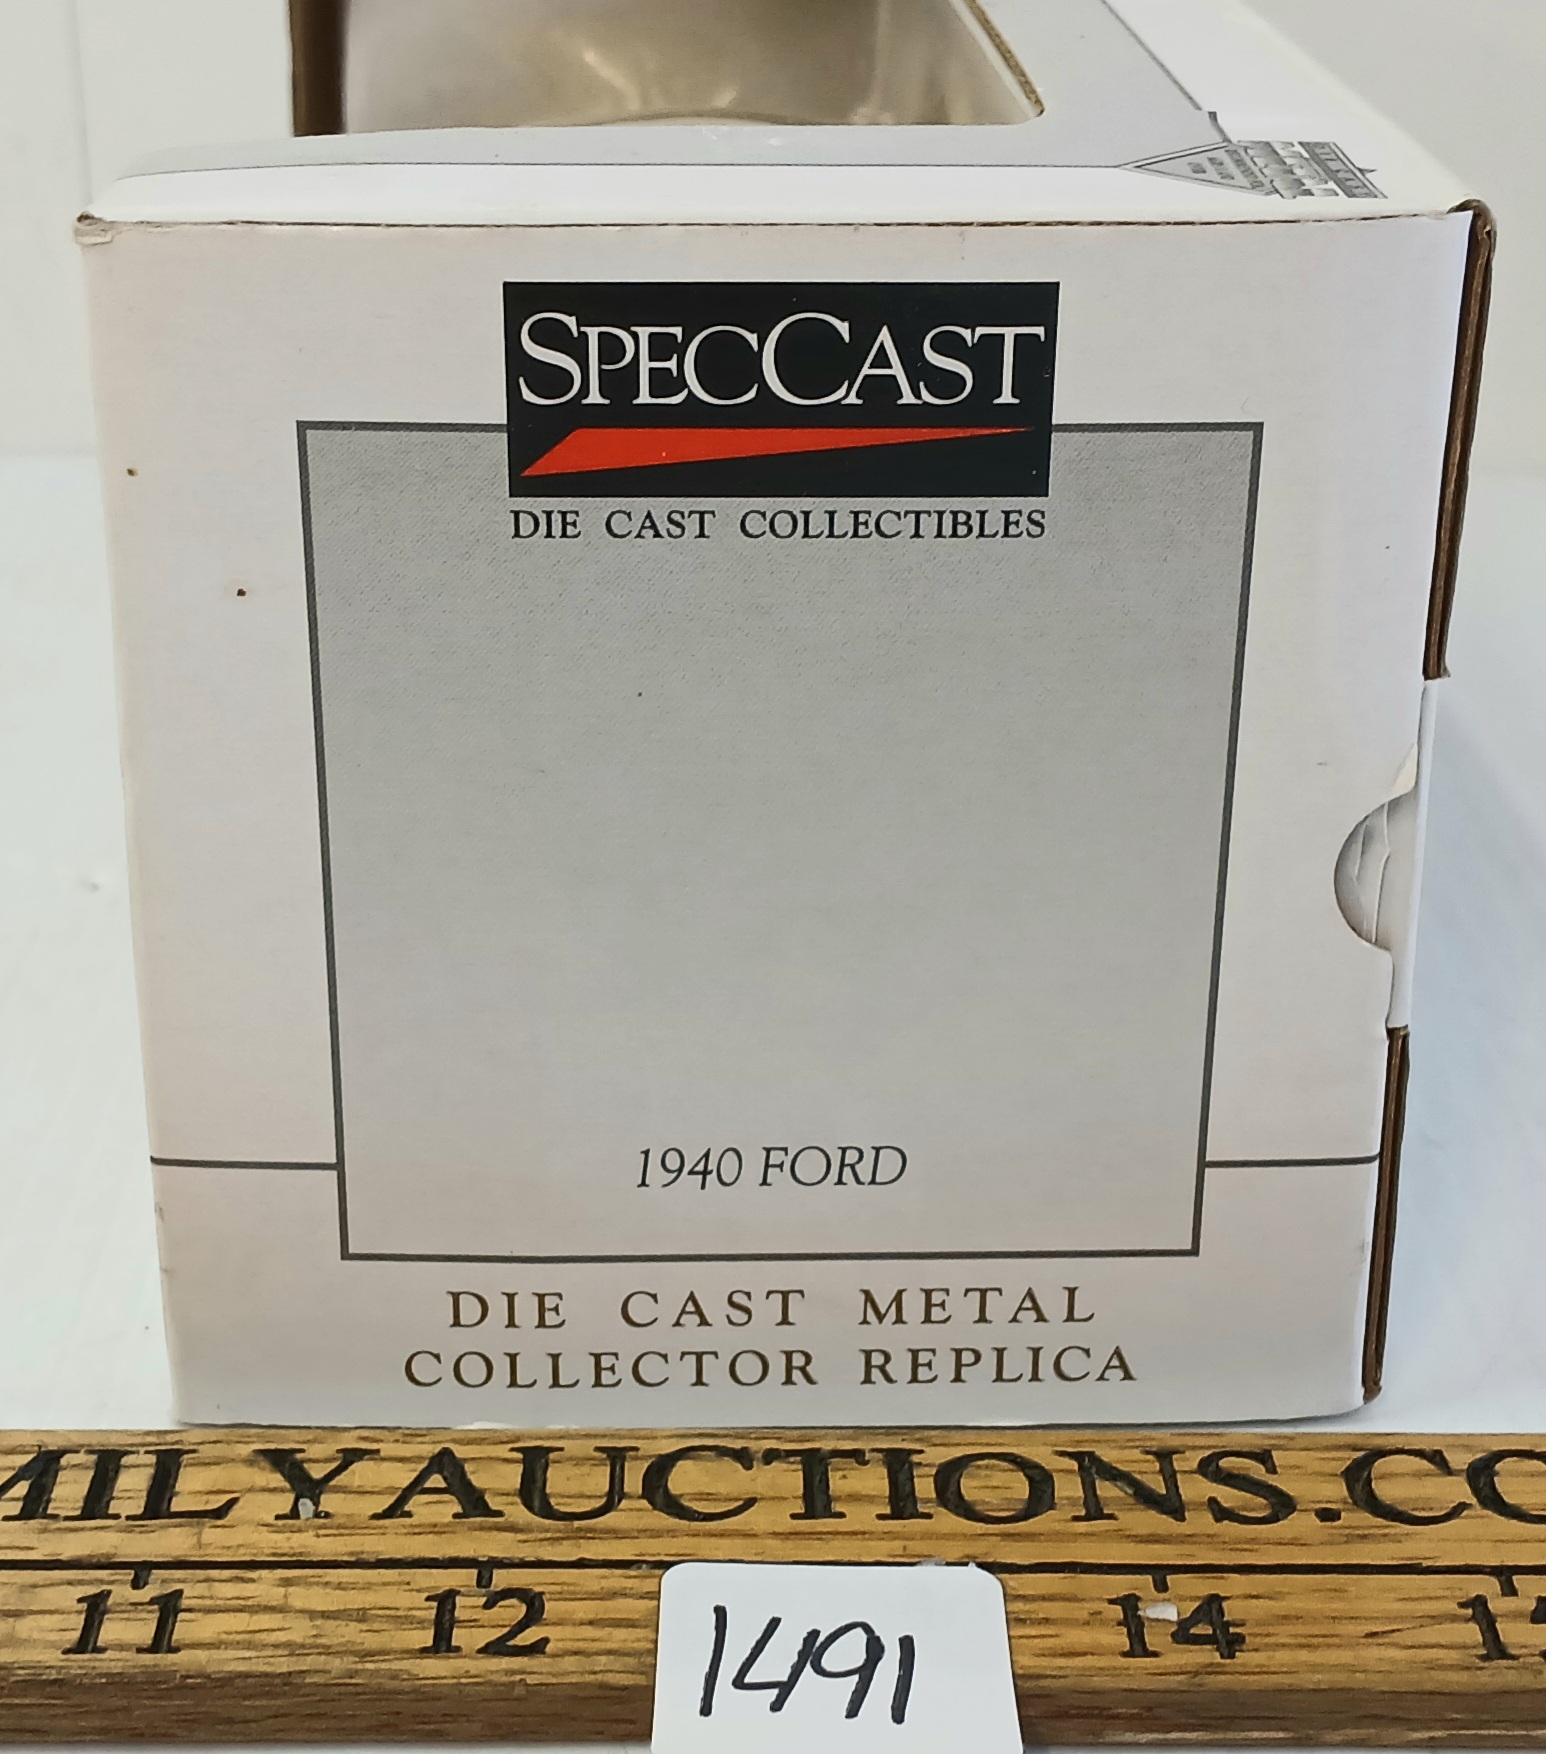 SPECCAST
DIE CAST COLLECTIBLES
1940 FORD
DIE CAST METAL
COLLECTOR REPLICA
MILYAUCTIONS.CO
11 12 14
1491